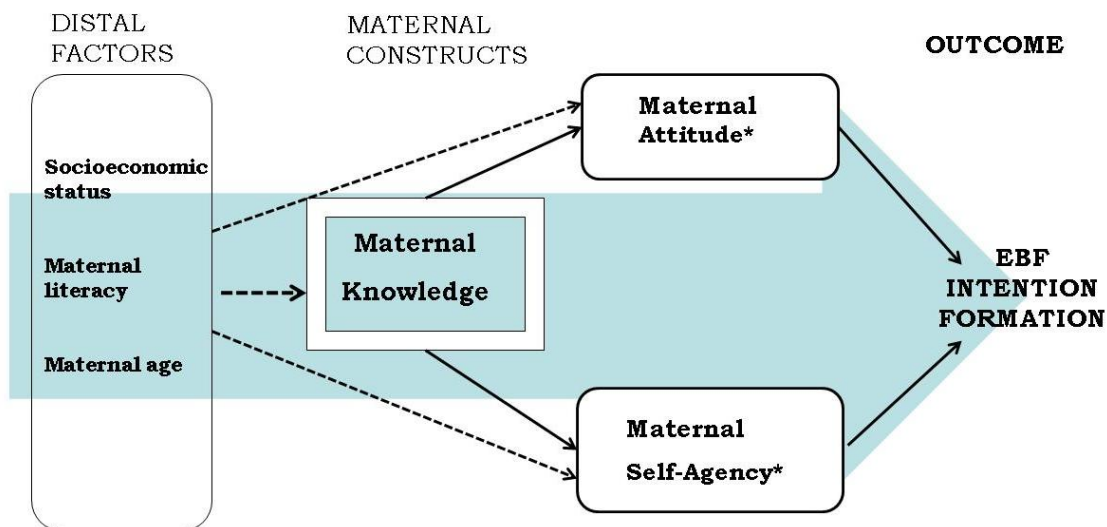 DISTAL
FACTORS
Socioeconomic
status
Maternal
literacy
Maternal age
MATERNAL
CONSTRUCTS
Maternal
Knowledge
Maternal
Attitude*
Maternal
Self-Agency*
OUTCOME
EBF
INTENTION
FORMATION